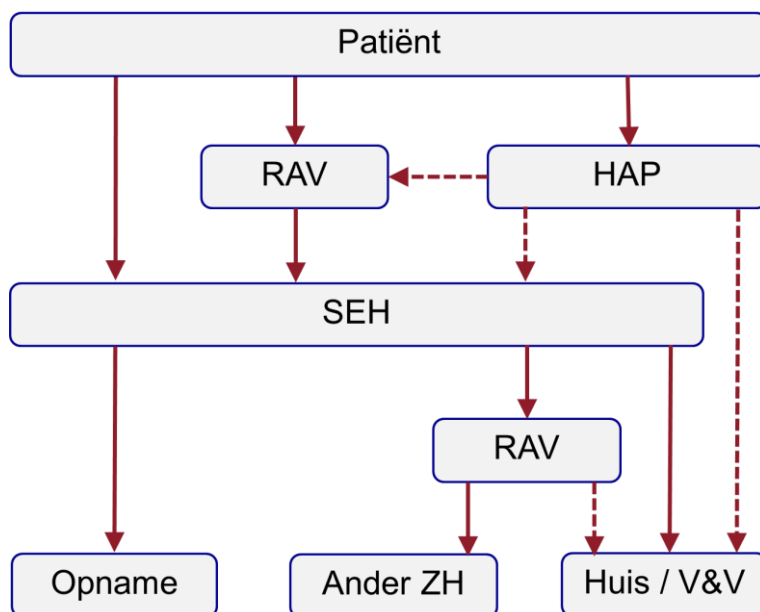 Patiënt
RAV
HAP
SEH
RAV
Opname
Ander ZH
Huis / V&V